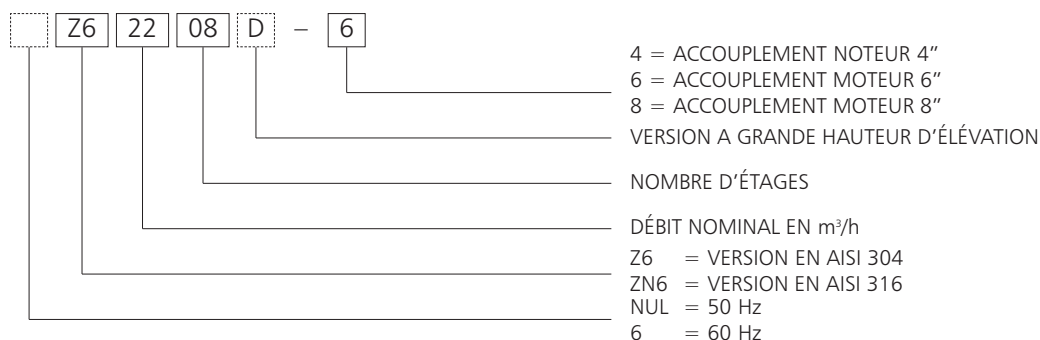 Z6 22 08 D – 6
4 = ACCOUPLEMENT NOTEUR 4”
6 = ACCOUPLEMENT MOTEUR 6”
8 = ACCOUPLEMENT MOTEUR 8”
VERSION A GRANDE HAUTEUR D’ÉLÉVATION
NOMBRE D’ÉTAGES
DÉBIT NOMINAL EN m³/h
Z6 = VERSION EN AISI 304
ZN6 = VERSION EN AISI 316
NUL = 50 Hz
6 = 60 Hz